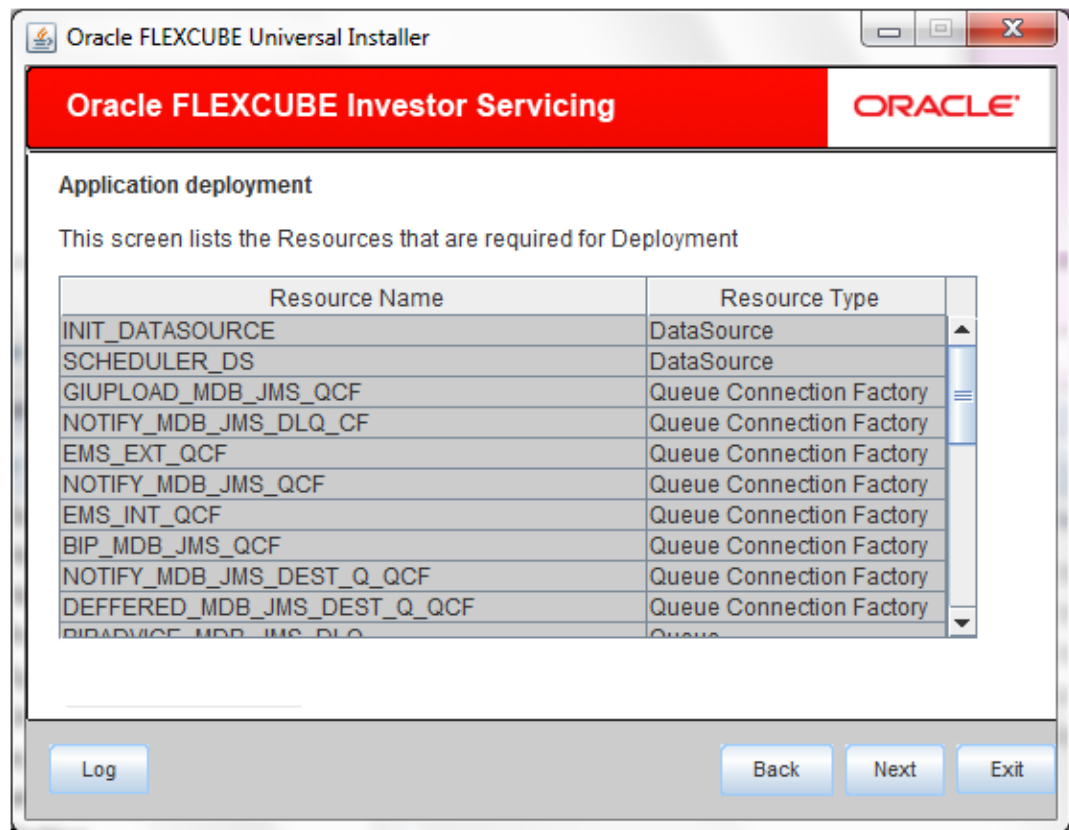 Oracle FLEXCUBE Universal Installer
Oracle FLEXCUBE Investor Servicing
ORACLE
Application deployment
This screen lists the Resources that are required for Deployment
Resource Name Resource Type
INIT_DATASOURCE DataSource
SCHEDULER_DS DataSource
GIUPLOAD_MDB_JMS_QCF Queue Connection Factory
NOTIFY_MDB_JMS_DLQ_CF Queue Connection Factory
EMS_EXT_QCF Queue Connection Factory
NOTIFY_MDB_JMS_QCF Queue Connection Factory
EMS_INT_QCF Queue Connection Factory
BIP_MDB_JMS_QCF Queue Connection Factory
NOTIFY_MDB_JMS_DEST_Q_QCF Queue Connection Factory
DEFFERED_MDB_JMS_DEST_Q_QCF Queue Connection Factory
Log Back Next Exit